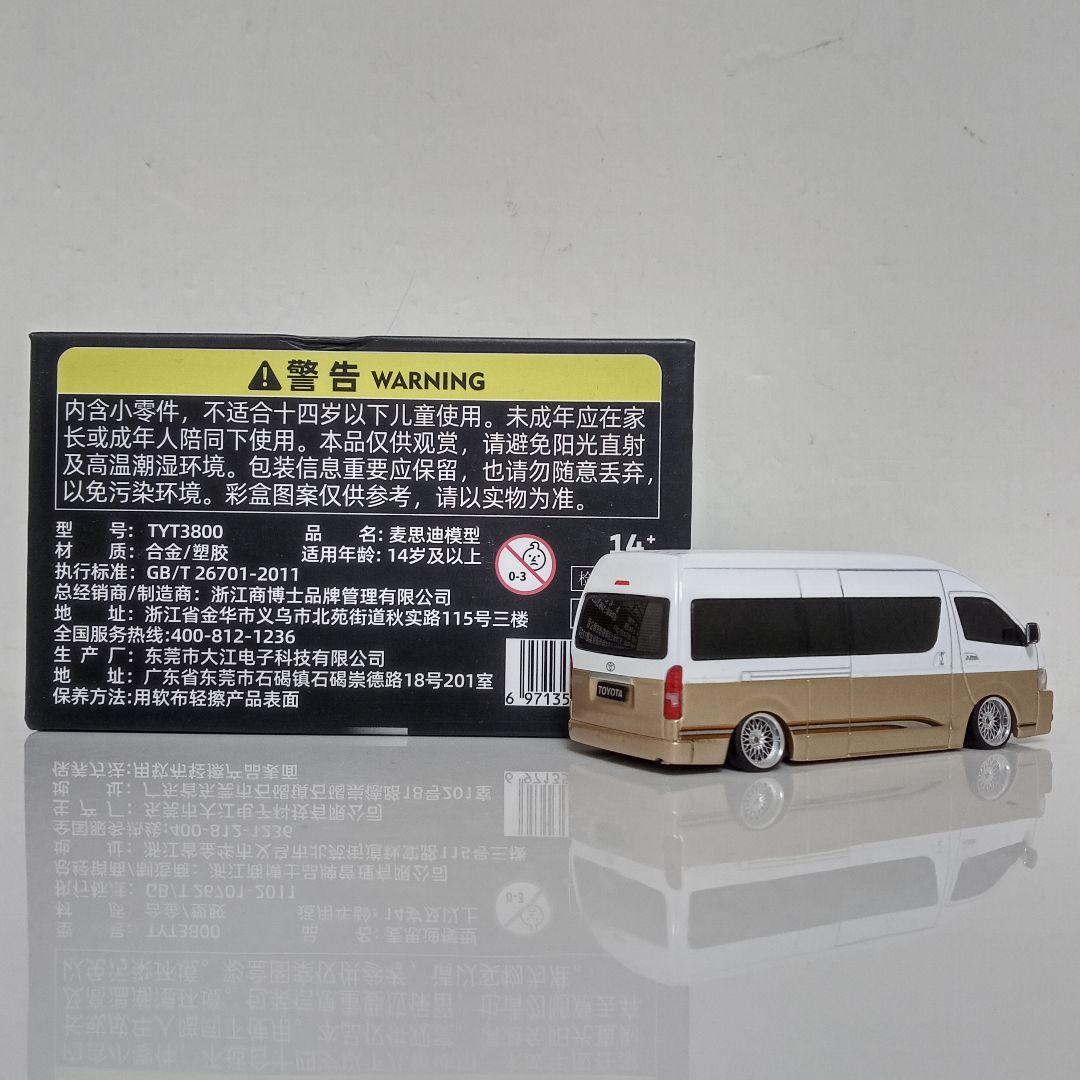 警告 WARNING
内含小零件，不适合十四岁以下儿童使用。未成年应在家
长或成年人陪同下使用。本品仅供观赏，请避免阳光直射
及高温潮湿环境。包装信息重要应保留，也请勿随意丢弃，
以免污染环境。彩盒图案仅供参考，请以实物为准。
型 号：TYT3800 品 名：麦思迪模型
材 质：合金/塑胶 适用年龄：14岁及以上
执行标准：GB/T 26701-2011
总经销商/制造商：浙江商博士品牌管理有限公司
地 址：浙江省金华市义乌市北苑街道秋实路115号三楼
全国服务热线:400-812-1236
生 产 厂：东莞市大江电子科技有限公司
地 址：广东省东莞市石碣镇石碣崇德路18号201室
保养方法:用软布轻擦产品表面
0-3
14+
6 97135
TOYOTA